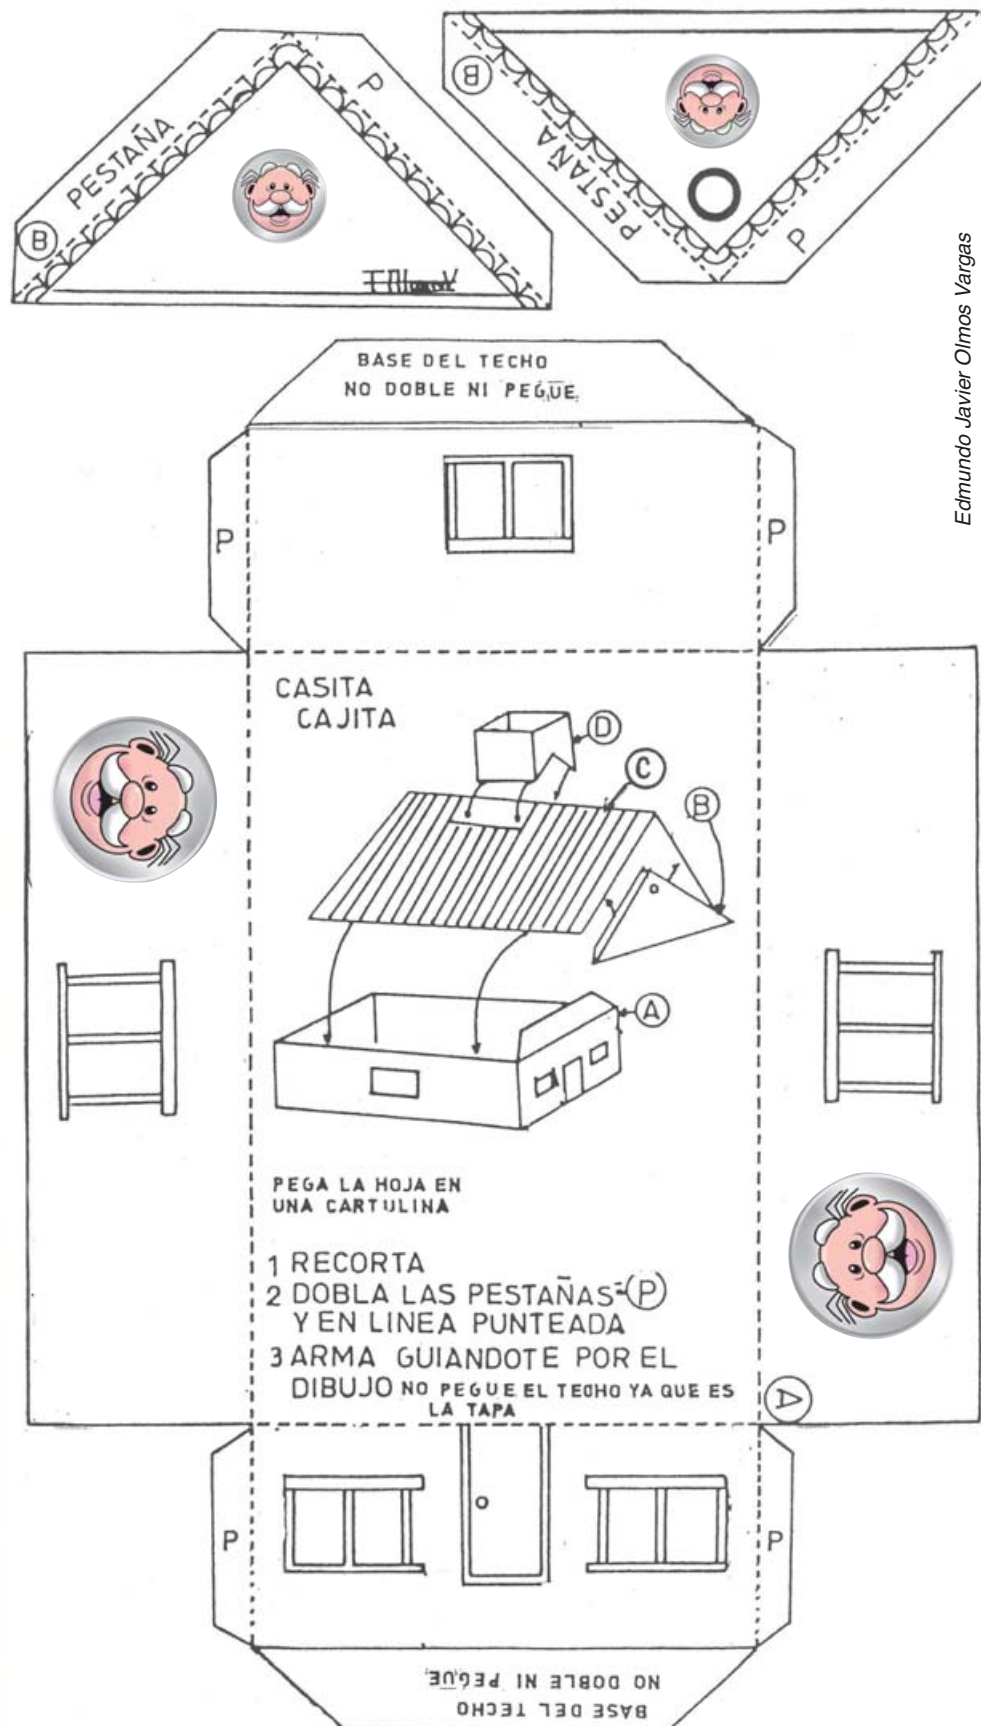 PESTAÑA
P
B
B
PESTAÑA
P
Edmundo Javier Olmos Vargas
BASE DEL TECHO
NO DOBLE NI PEGUE
P
P
CASITA
CAJITA
D
C
B
A
PEGA LA HOJA EN
UNA CARTULINA
1 RECORTA
2 DOBLA LAS PESTAÑAS=(P)
Y EN LINEA PUNTEADA
3 ARMA GUIANDOTE POR EL
DIBUJO NO PEGUE EL TECHO YA QUE ES
LA TAPA
A
P
P
BASE DEL TECHO
NO DOBLE NI PEGUE